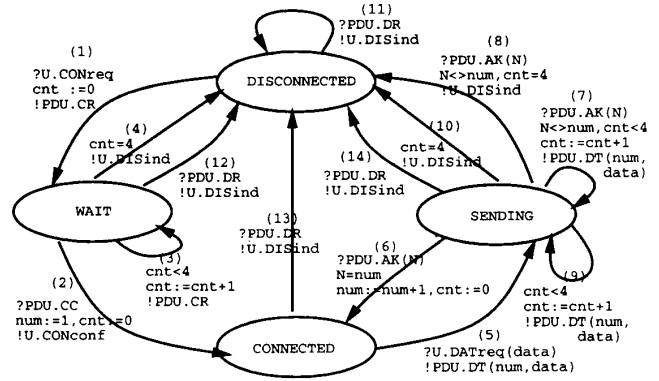 (11)
?PDU.DR
!U.DISind
(1)
?U.CONreq
cnt :=0
!PDU.CR
DISCONNECTED
(8)
?PDU.AK(N)
N<>num,cnt=4
!U.DISind
(7)
?PDU.AK(N)
N<>num,cnt<4
cnt:=cnt+1
!PDU.DT(num,
data)
(4)
cnt=4
!U.DISind
(12)
?PDU.DR
!U.DISind
(10)
cnt=4
!U.DISind
(14)
?PDU.DR
!U.DISind
WAIT
SENDING
(13)
?PDU.DR
!U.DISind
(3)
cnt<4
cnt:=cnt+1
!PDU.CR
(6)
?PDU.AK(N)
N=num
num:=num+1,cnt:=0
(9)
cnt<4
cnt:=cnt+1
!PDU.DT(num,
data)
(2)
?PDU.CC
num:=1,cnt:=0
!U.CONconf
CONNECTED
(5)
?U.DATreq(data)
!PDU.DT(num,data)